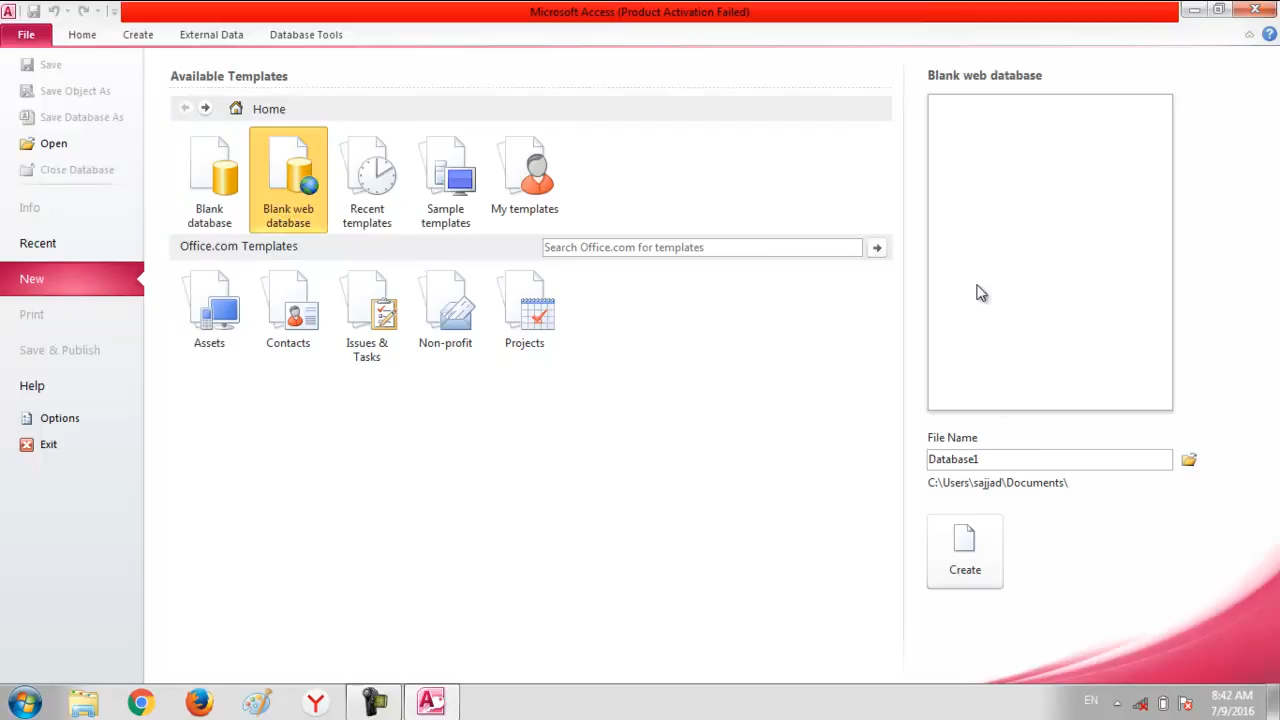 Microsoft Access (Product Activation Failed)
File Home Create External Data Database Tools
Save
Save Object As
Save Database As
Open
Close Database
Info
Recent
New
Print
Save & Publish
Help
Options
Exit
Available Templates
Home
Blank database
Blank web database
Recent templates
Sample templates
My templates
Office.com Templates
Search Office.com for templates
Assets
Contacts
Issues & Tasks
Non-profit
Projects
Blank web database
File Name
Database1
C:\Users\sajjad\Documents\
Create
EN
8:42 AM
7/9/2016